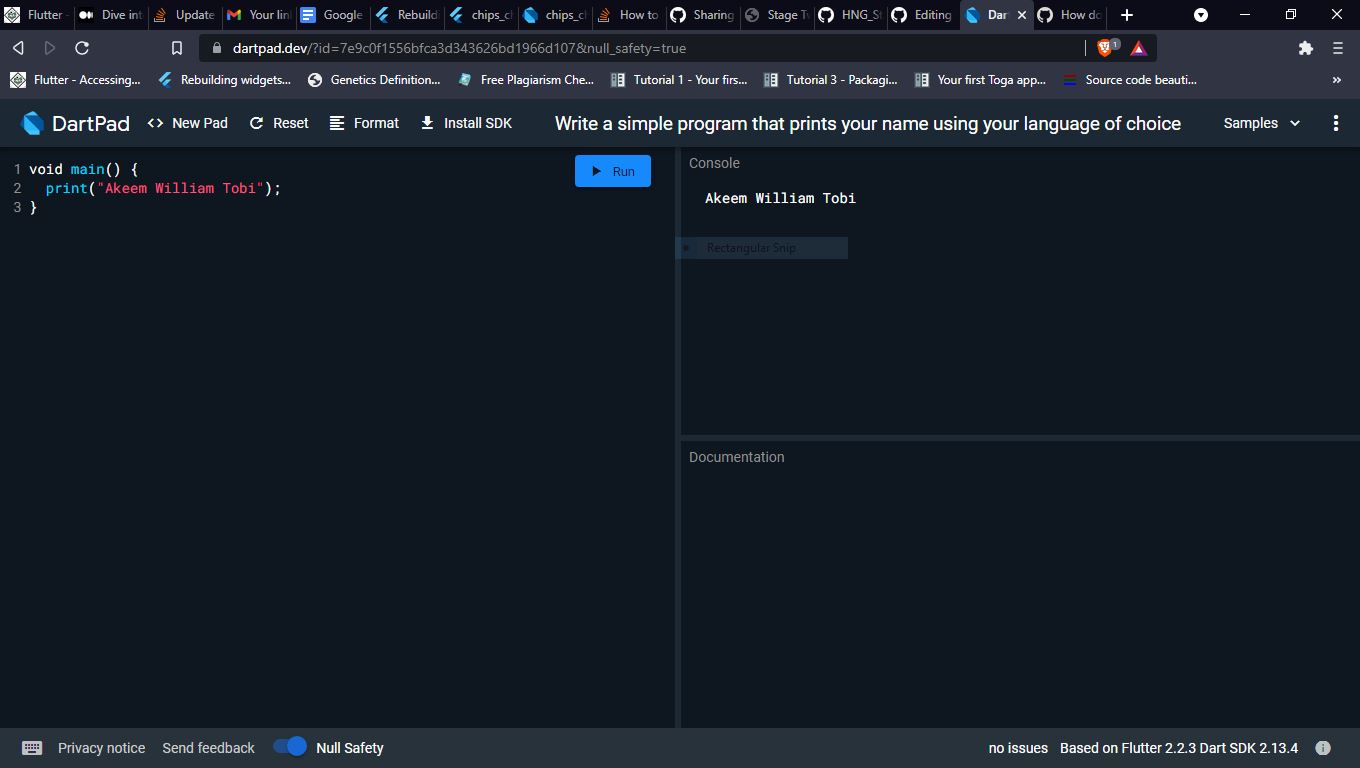 Flutter -
Dive int
Update
Your lin
Google
Rebuild
chips_ch
chips_c
How to
Sharing
Stage T
HNG_St
Editing
Dar
How do
dartpad.dev/?id=7e9c0f1556bfca3d343626bd1966d107&null_safety=true
1
Flutter - Accessing...
Rebuilding widgets...
Genetics Definition...
Free Plagiarism Che...
Tutorial 1 - Your firs...
Tutorial 3 - Packagi...
Your first Toga app...
Source code beauti...
»
DartPad
<> New Pad
Reset
Format
Install SDK
Write a simple program that prints your name using your language of choice
Samples
1 void main() {
2 print("Akeem William Tobi");
3 }
Run
Console
Akeem William Tobi
Rectangular Snip
Documentation
Privacy notice
Send feedback
Null Safety
no issues
Based on Flutter 2.2.3 Dart SDK 2.13.4